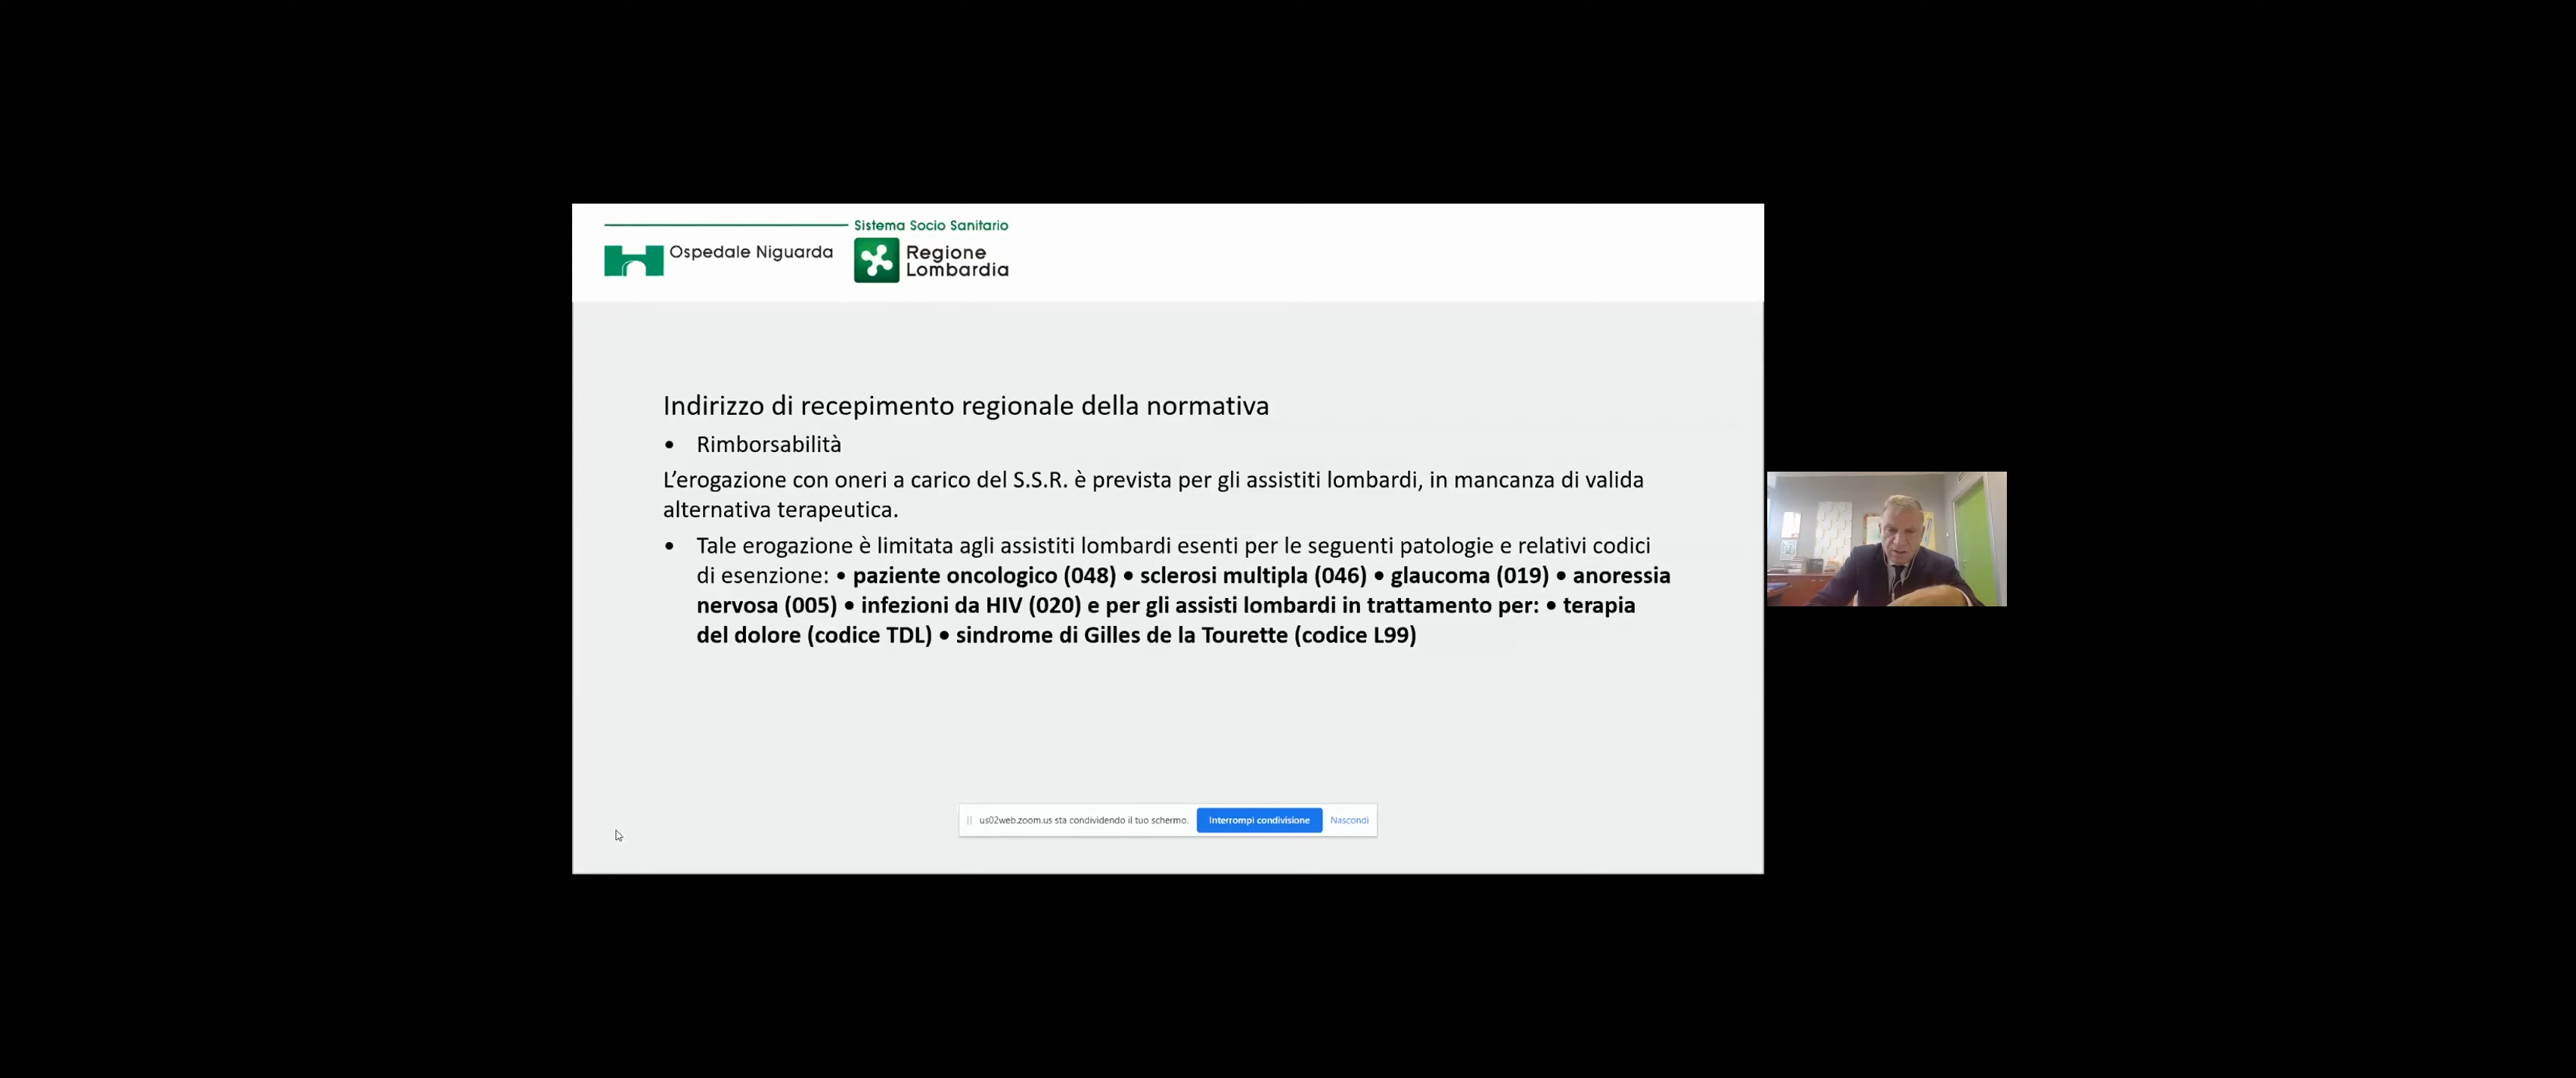 Sistema Socio Sanitario
Ospedale Niguarda
Regione
Lombardia
Indirizzo di recepimento regionale della normativa
• Rimborsabilità
L’erogazione con oneri a carico del S.S.R. è prevista per gli assistiti lombardi, in mancanza di valida
alternativa terapeutica.
• Tale erogazione è limitata agli assistiti lombardi esenti per le seguenti patologie e relativi codici
di esenzione: • paziente oncologico (048) • sclerosi multipla (046) • glaucoma (019) • anoressia
nervosa (005) • infezioni da HIV (020) e per gli assisti lombardi in trattamento per: • terapia
del dolore (codice TDL) • sindrome di Gilles de la Tourette (codice L99)
us02web.zoom.us sta condividendo il tuo schermo. Interrompi condivisione Nascondi